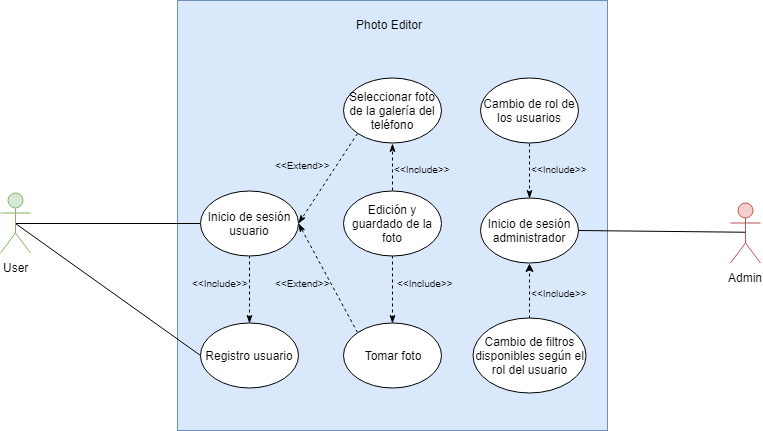 Photo Editor
Seleccionar foto
de la galería del
teléfono
Cambio de rol de
los usuarios
<<Extend>>
<<Include>>
<<Include>>
Inicio de sesión
usuario
Edición y
guardado de la
foto
Inicio de sesión
administrador
User
Admin
<<Include>>
<<Extend>>
<<Include>>
<<Include>>
Registro usuario
Tomar foto
Cambio de filtros
disponibles según el
rol del usuario